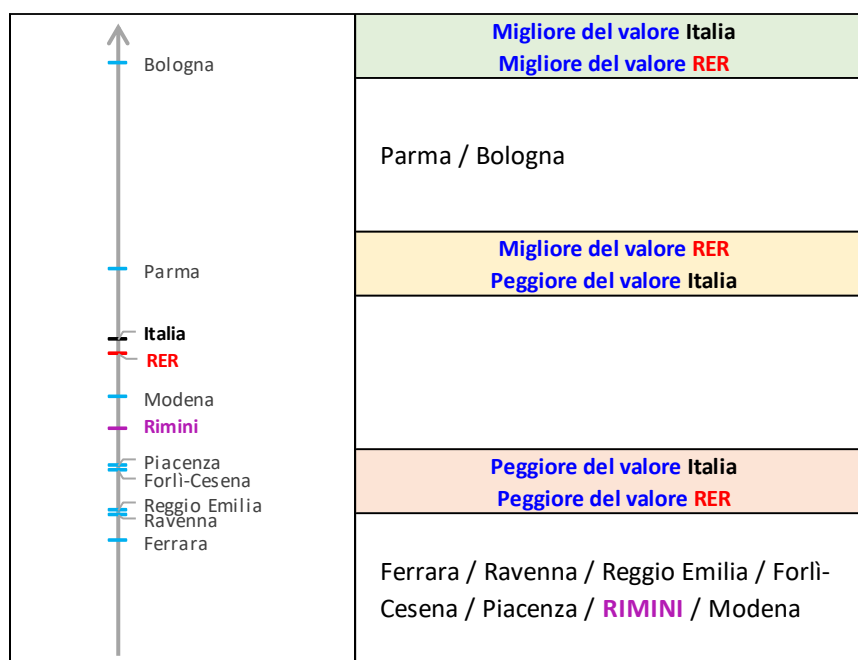 Bologna
Parma
Italia
RER
Modena
Rimini
Piacenza
Forlì-Cesena
Reggio Emilia
Ravenna
Ferrara
Migliore del valore Italia
Migliore del valore RER
Parma / Bologna
Migliore del valore RER
Peggiore del valore Italia
Peggiore del valore Italia
Peggiore del valore RER
Ferrara / Ravenna / Reggio Emilia / Forlì-
Cesena / Piacenza / RIMINI / Modena